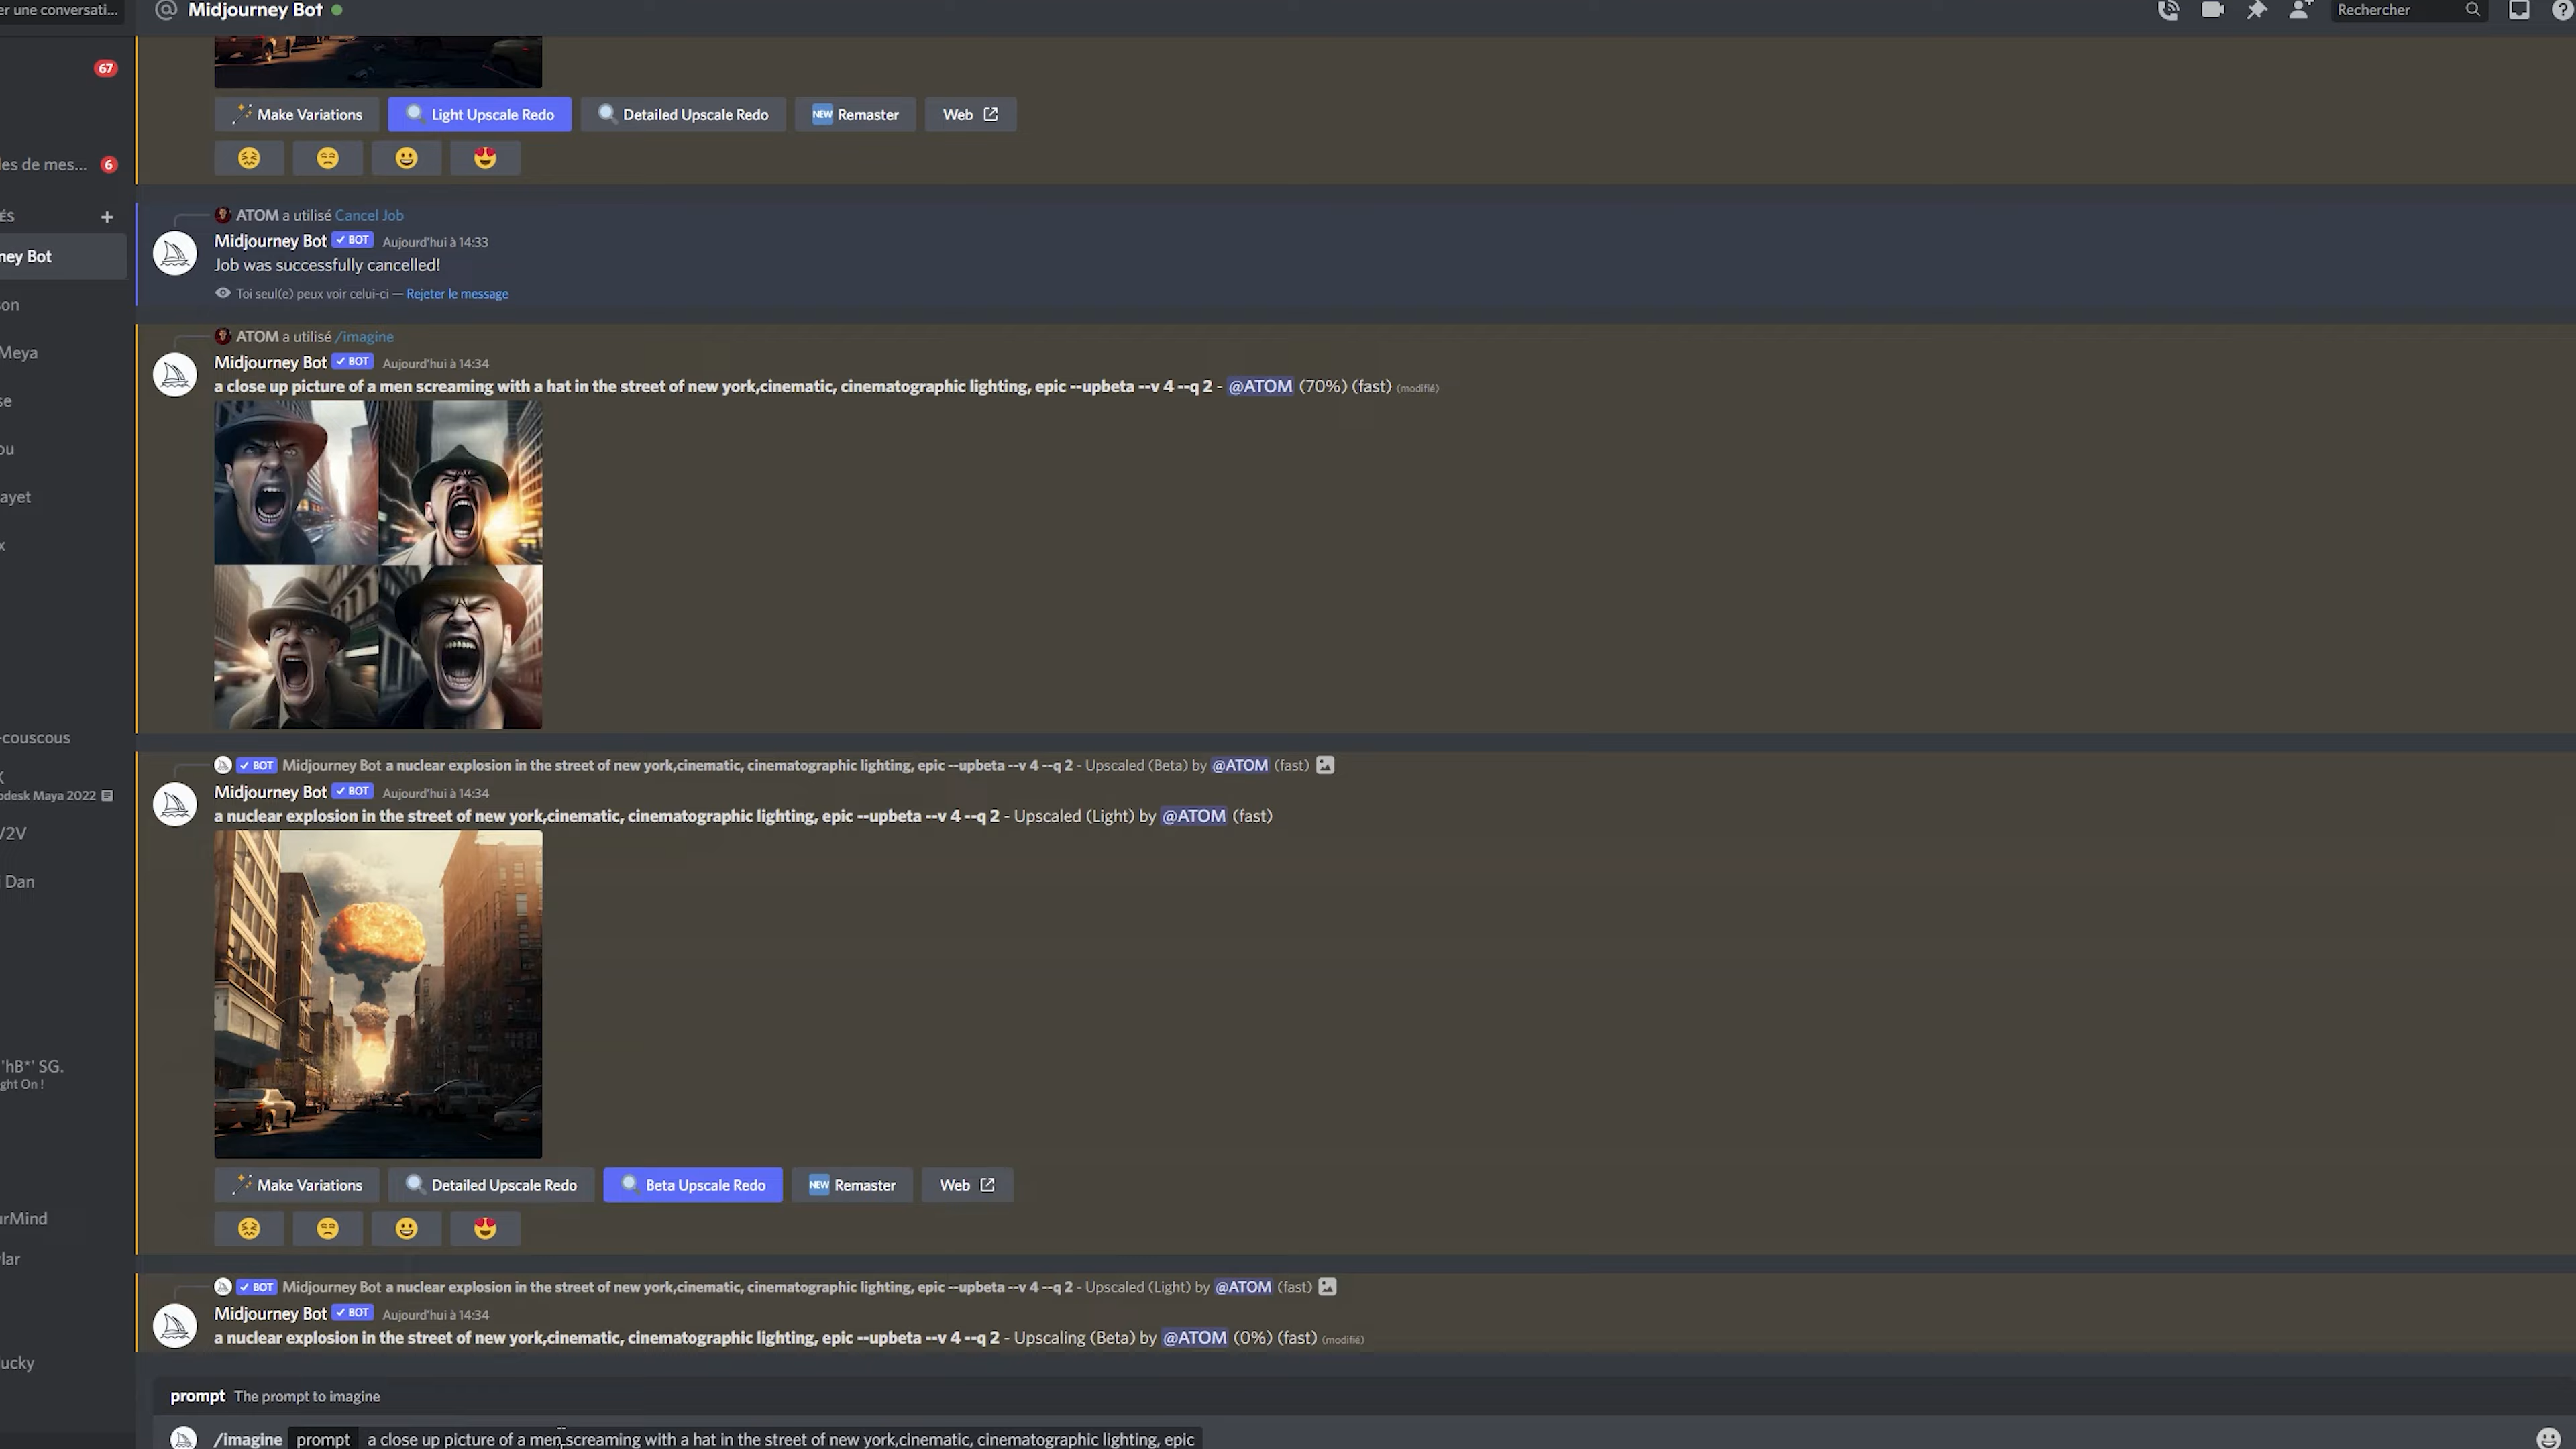 er une conversati...
Midjourney Bot
Rechercher
67
Make Variations
Light Upscale Redo
Detailed Upscale Redo
NEW Remaster
Web
les de mes...
6
ÉS
ATOM a utilisé Cancel Job
Midjourney Bot BOT Aujourd'hui à 14:33
ney Bot
Job was successfully cancelled!
Toi seul(e) peux voir celui-ci — Rejeter le message
son
ATOM a utilisé /imagine
Meya
Midjourney Bot BOT Aujourd'hui à 14:34
a close up picture of a men screaming with a hat in the street of new york,cinematic, cinematographic lighting, epic --upbeta --v 4 --q 2 - @ATOM (70%) (fast) (modifié)
se
ou
ayet
x
-couscous
BOT Midjourney Bot a nuclear explosion in the street of new york,cinematic, cinematographic lighting, epic --upbeta --v 4 --q 2 - Upscaled (Beta) by @ATOM (fast)
X
Midjourney Bot BOT Aujourd'hui à 14:34
odesk Maya 2022
a nuclear explosion in the street of new york,cinematic, cinematographic lighting, epic --upbeta --v 4 --q 2 - Upscaled (Light) by @ATOM (fast)
V2V
Dan
'hB*' SG.
ght On !
Make Variations
Detailed Upscale Redo
Beta Upscale Redo
NEW Remaster
Web
urMind
lar
BOT Midjourney Bot a nuclear explosion in the street of new york,cinematic, cinematographic lighting, epic --upbeta --v 4 --q 2 - Upscaled (Light) by @ATOM (fast)
Midjourney Bot BOT Aujourd'hui à 14:34
a nuclear explosion in the street of new york,cinematic, cinematographic lighting, epic --upbeta --v 4 --q 2 - Upscaling (Beta) by @ATOM (0%) (fast) (modifié)
ucky
prompt The prompt to imagine
/imagine prompt a close up picture of a men screaming with a hat in the street of new york,cinematic, cinematographic lighting, epic